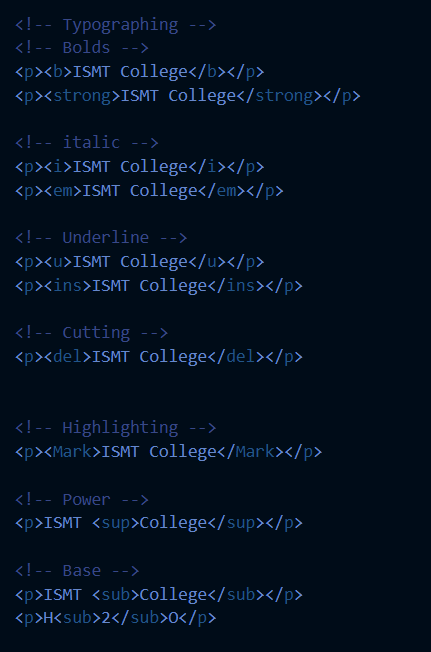 <!-- Typographing -->
<!-- Bolds -->
<p><b>ISMT College</b></p>
<p><strong>ISMT College</strong></p>
<!-- italic -->
<p><i>ISMT College</i></p>
<p><em>ISMT College</em></p>
<!-- Underline -->
<p><u>ISMT College</u></p>
<p><ins>ISMT College</ins></p>
<!-- Cutting -->
<p><del>ISMT College</del></p>
<!-- Highlighting -->
<p><Mark>ISMT College</Mark></p>
<!-- Power -->
<p>ISMT <sup>College</sup></p>
<!-- Base -->
<p>ISMT <sub>College</sub></p>
<p>H<sub>2</sub>O</p>